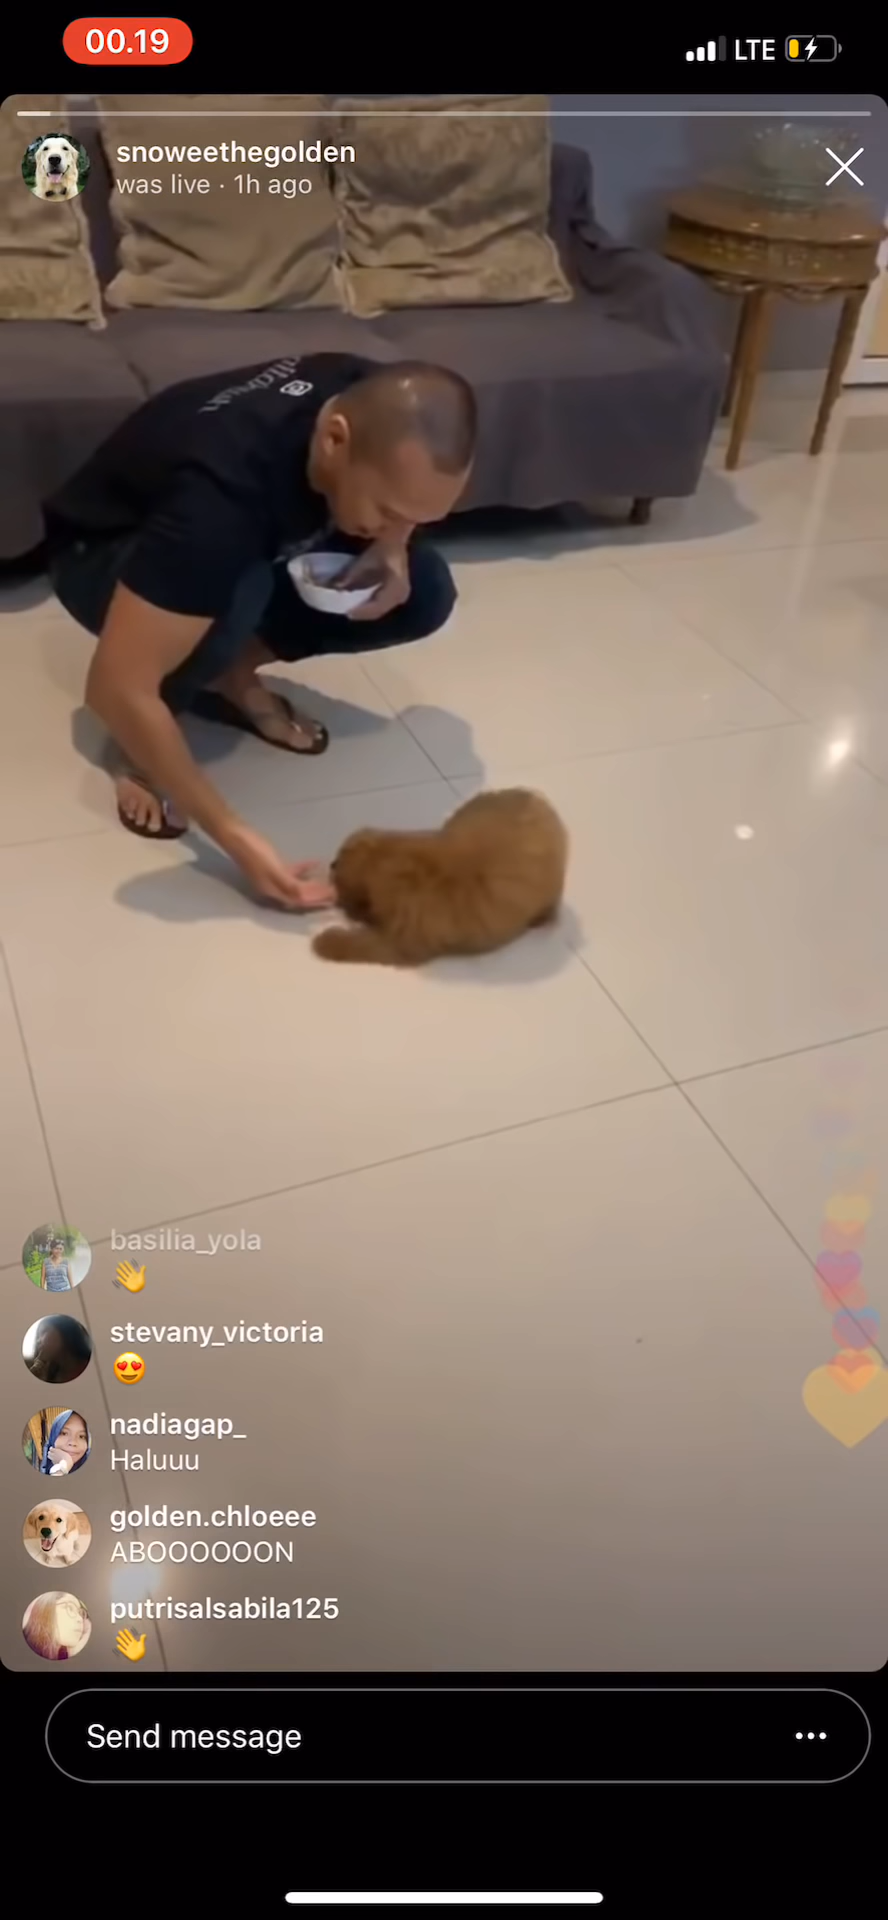 00.19
LTE
snoweethegolden
was live · 1h ago
basilia_yola
👋
stevany_victoria
😍
nadiagap_
Haluuu
golden.chloeee
ABOOOOOON
putrisalsabila125
👋
Send message